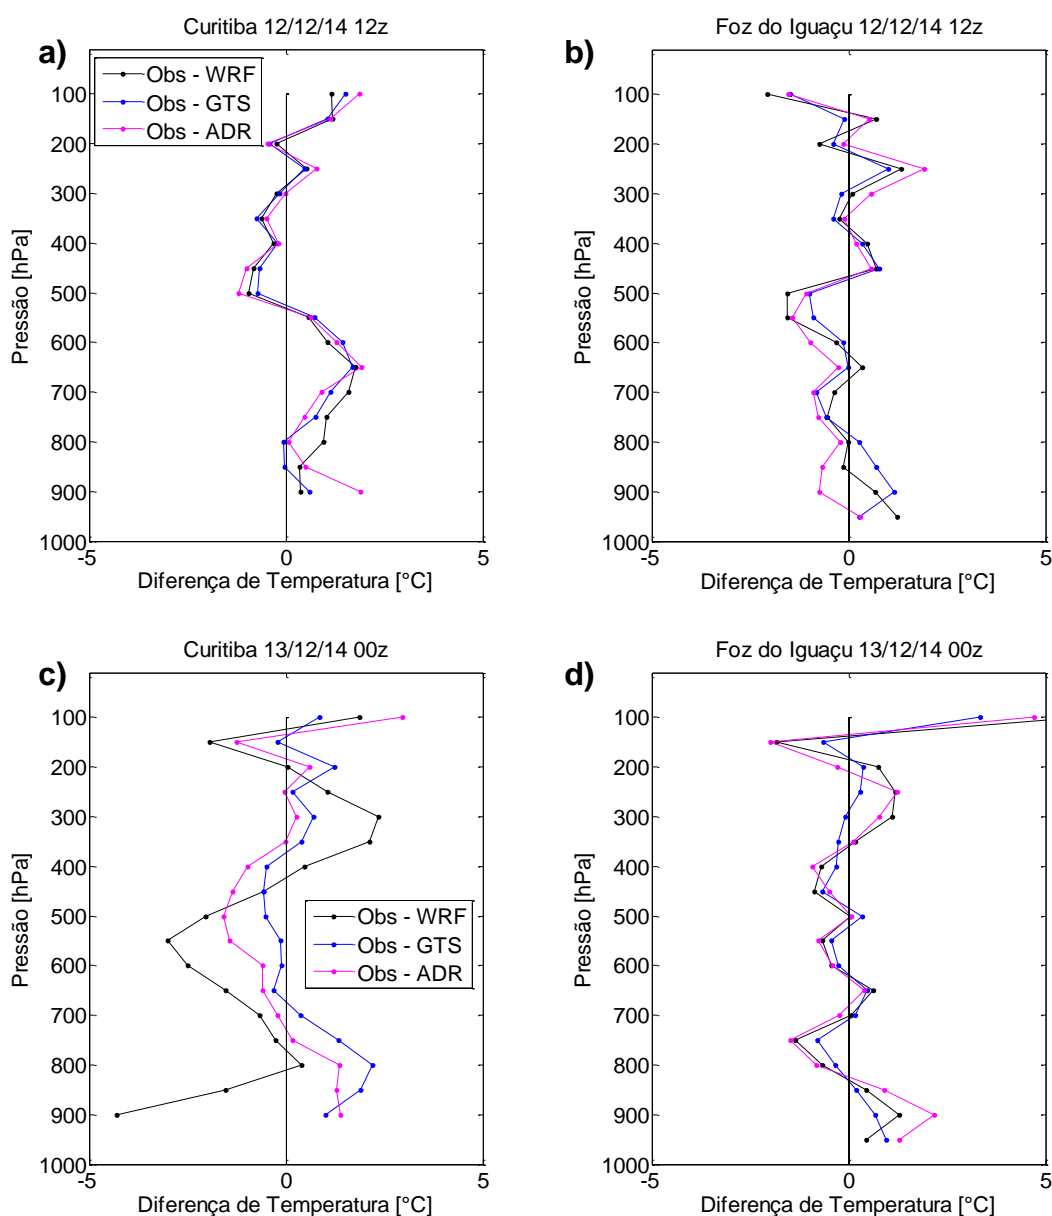 Curitiba 12/12/14 12z
a)
Obs - WRF
Obs - GTS
Obs - ADR
100
200
300
400
500
600
700
800
900
1000
Pressão [hPa]
-5
0
5
Diferença de Temperatura [°C]
Foz do Iguaçu 12/12/14 12z
b)
100
200
300
400
500
600
700
800
900
1000
Pressão [hPa]
-5
0
5
Diferença de Temperatura [°C]
Curitiba 13/12/14 00z
c)
100
200
300
400
500
600
700
800
900
1000
Pressão [hPa]
Obs - WRF
Obs - GTS
Obs - ADR
-5
0
5
Diferença de Temperatura [°C]
Foz do Iguaçu 13/12/14 00z
d)
100
200
300
400
500
600
700
800
900
1000
Pressão [hPa]
-5
0
5
Diferença de Temperatura [°C]